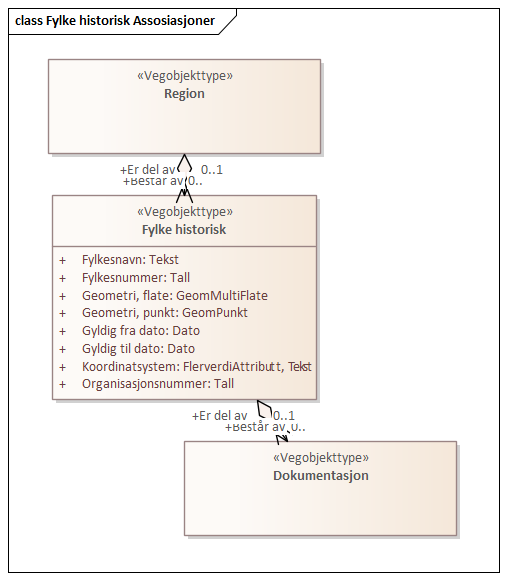 class Fylke historisk Assosiasjoner
«Vegobjekttype»
Region
+Er del av 0..1
+Består av 0..
«Vegobjekttype»
Fylke historisk
+ Fylkesnavn: Tekst
+ Fylkesnummer: Tall
+ Geometri, flate: GeomMultiFlate
+ Geometri, punkt: GeomPunkt
+ Gyldig fra dato: Dato
+ Gyldig til dato: Dato
+ Koordinatsystem: FlerverdiAttributt, Tekst
+ Organisasjonsnummer: Tall
+Er del av 0..1
+Består av 0..
«Vegobjekttype»
Dokumentasjon